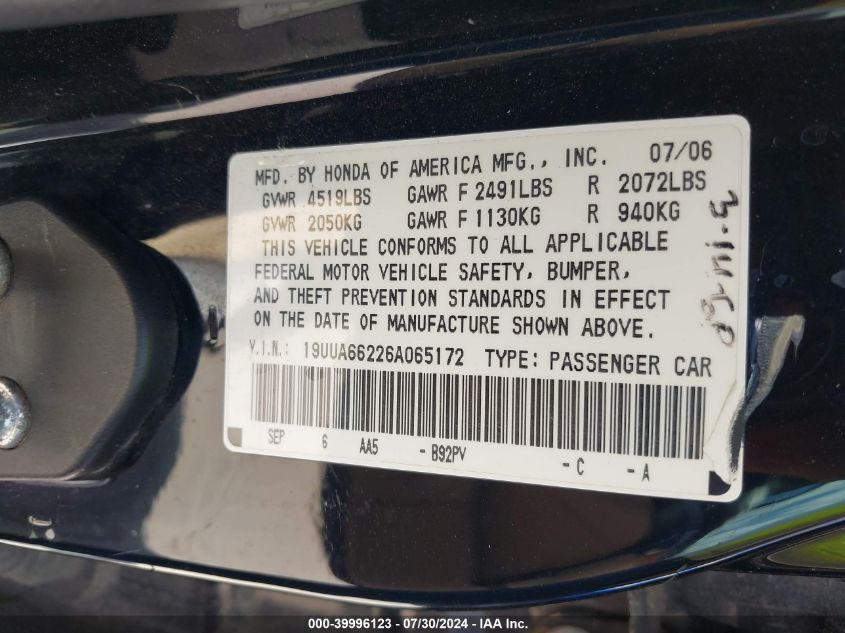 MFD. BY HONDA OF AMERICA MFG., INC. 07/06
GVWR 4519LBS GAWR F 2491LBS R 2072LBS
GVWR 2050KG GAWR F 1130KG R 940KG
THIS VEHICLE CONFORMS TO ALL APPLICABLE
FEDERAL MOTOR VEHICLE SAFETY, BUMPER,
AND THEFT PREVENTION STANDARDS IN EFFECT
ON THE DATE OF MANUFACTURE SHOWN ABOVE.
V.I.N.: 19UUA66226A065172 TYPE: PASSENGER CAR
SEP 6 AA5 - B92PV - C - A
000-39996123 - 07/30/2024 - IAAI - US - IAAI, Inc.